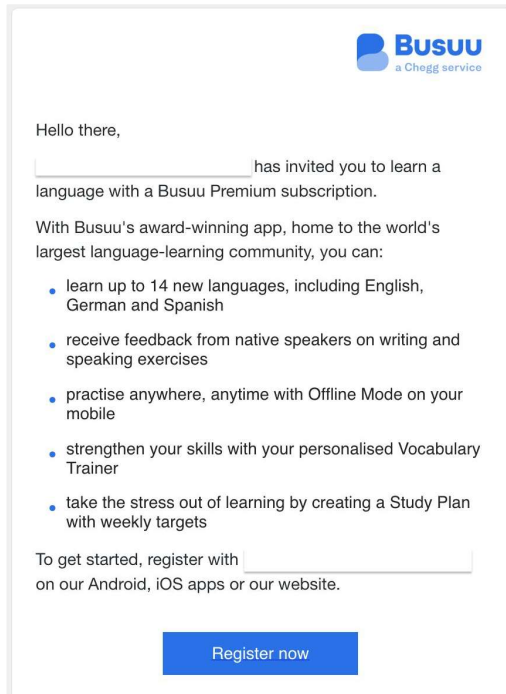 Busuu
a Chegg service
Hello there,
has invited you to learn a
language with a Busuu Premium subscription.
With Busuu's award-winning app, home to the world's
largest language-learning community, you can:
learn up to 14 new languages, including English,
German and Spanish
receive feedback from native speakers on writing and
speaking exercises
practise anywhere, anytime with Offline Mode on your
mobile
strengthen your skills with your personalised Vocabulary
Trainer
take the stress out of learning by creating a Study Plan
with weekly targets
To get started, register with
on our Android, iOS apps or our website.
Register now